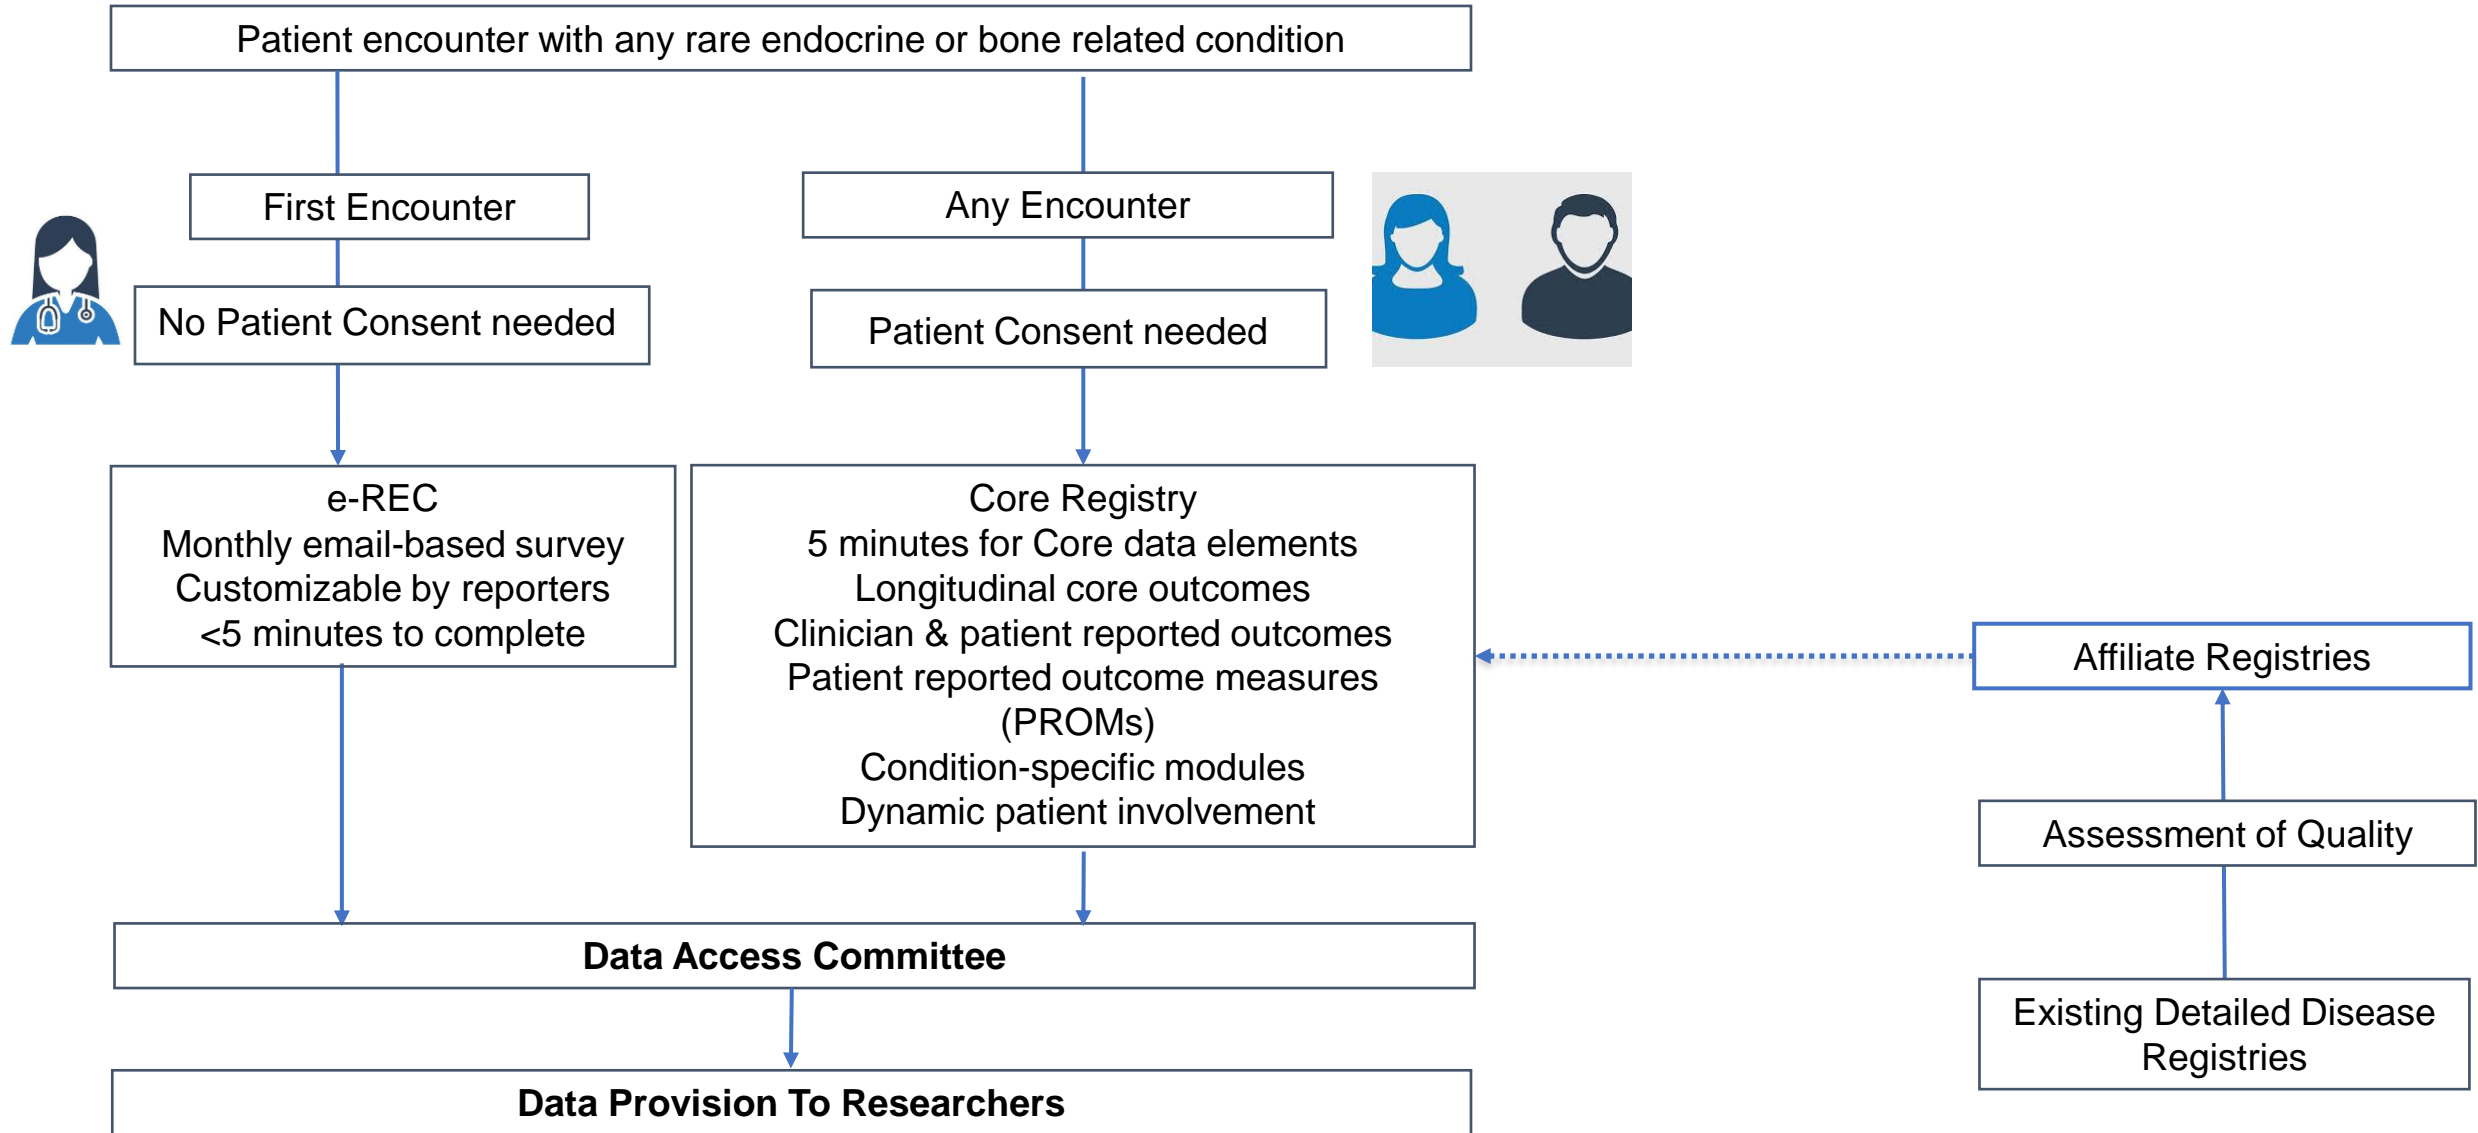 Patient encounter with any rare endocrine or bone related condition
First Encounter
No Patient Consent needed
e-REC
Monthly email-based survey
Customizable by reporters
<5 minutes to complete
Any Encounter
Patient Consent needed
Core Registry
5 minutes for Core data elements
Longitudinal core outcomes
Clinician & patient reported outcomes
Patient reported outcome measures
(PROMs)
Condition-specific modules
Dynamic patient involvement
Affiliate Registries
Assessment of Quality
Existing Detailed Disease
Registries
Data Access Committee
Data Provision To Researchers